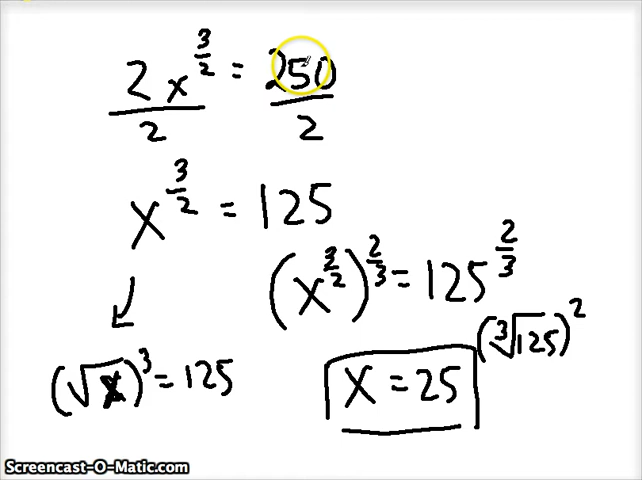 2x^{3/2} = 250
2 2
x^{3/2} = 125
(x^{3/2})^{2/3} = 125^{2/3}
(√x)^3 = 125
x = 25
(∛125)^2
Screencast-O-Matic.com